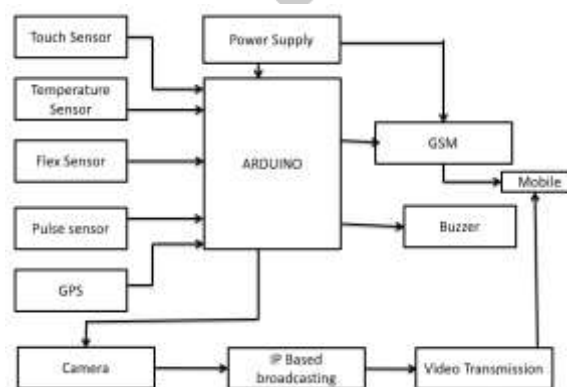 Touch Sensor
Power Supply
Temperature
Sensor
Flex Sensor
ARDUINO
GSM
Mobile
Pulse sensor
Buzzer
GPS
Camera
IP Based
broadcasting
Video Transmission